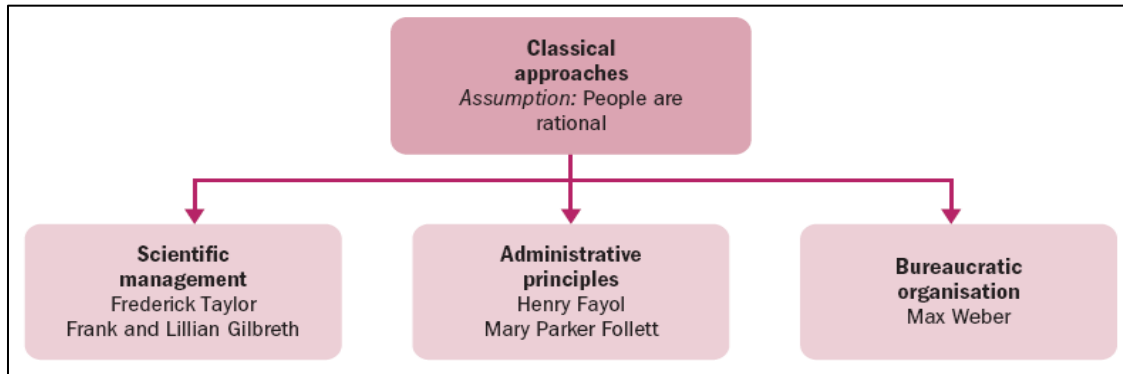 Classical
approaches
Assumption: People are
rational
Scientific
management
Frederick Taylor
Frank and Lillian Gilbreth
Administrative
principles
Henry Fayol
Mary Parker Follett
Bureaucratic
organisation
Max Weber